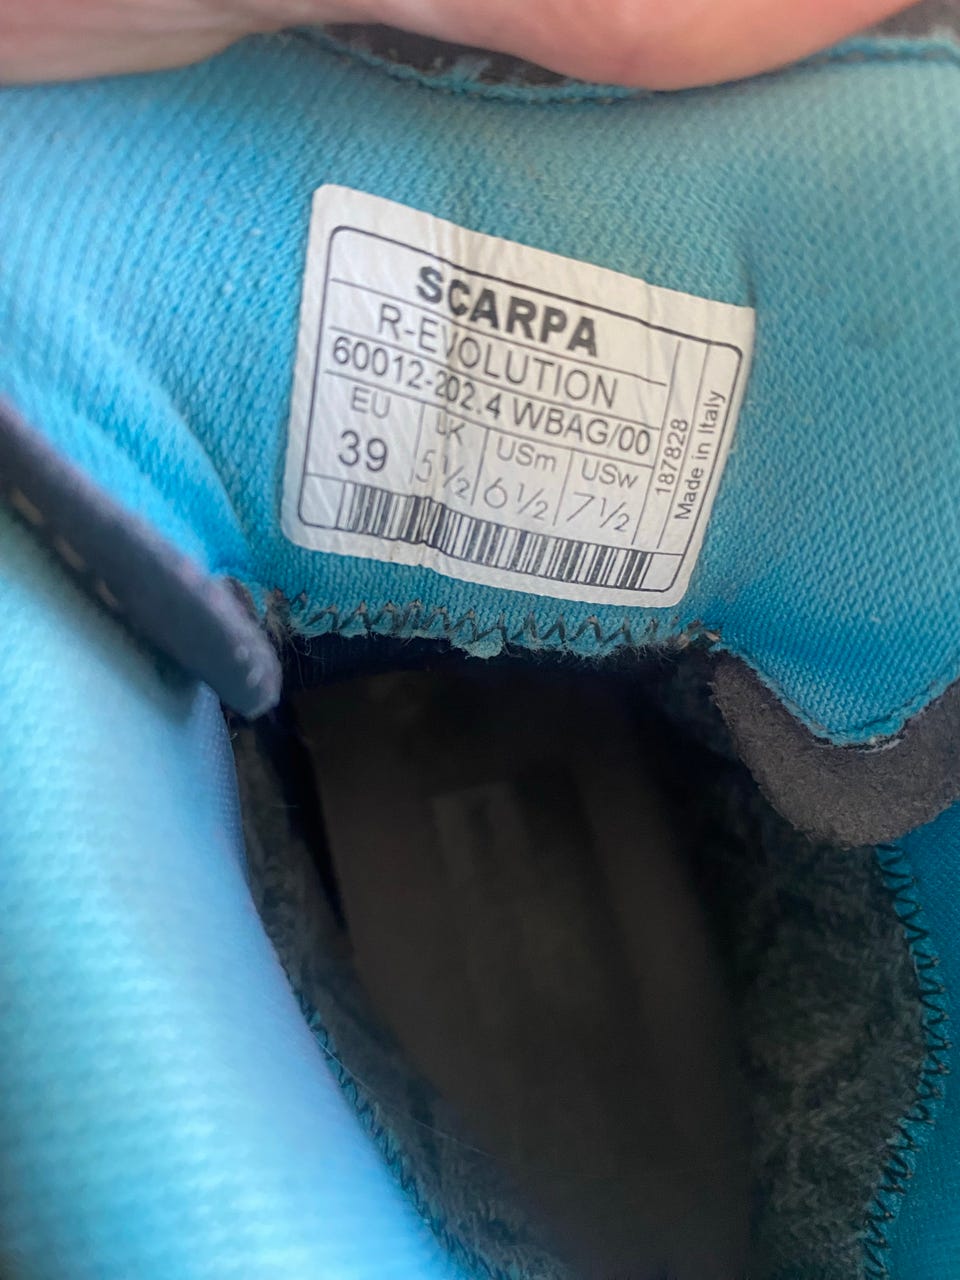 SCARPA
R-EVOLUTION
60012-202.4 WBAG/00
EU UK USm USw
39 5½ 6½ 7½
187828
Made in Italy